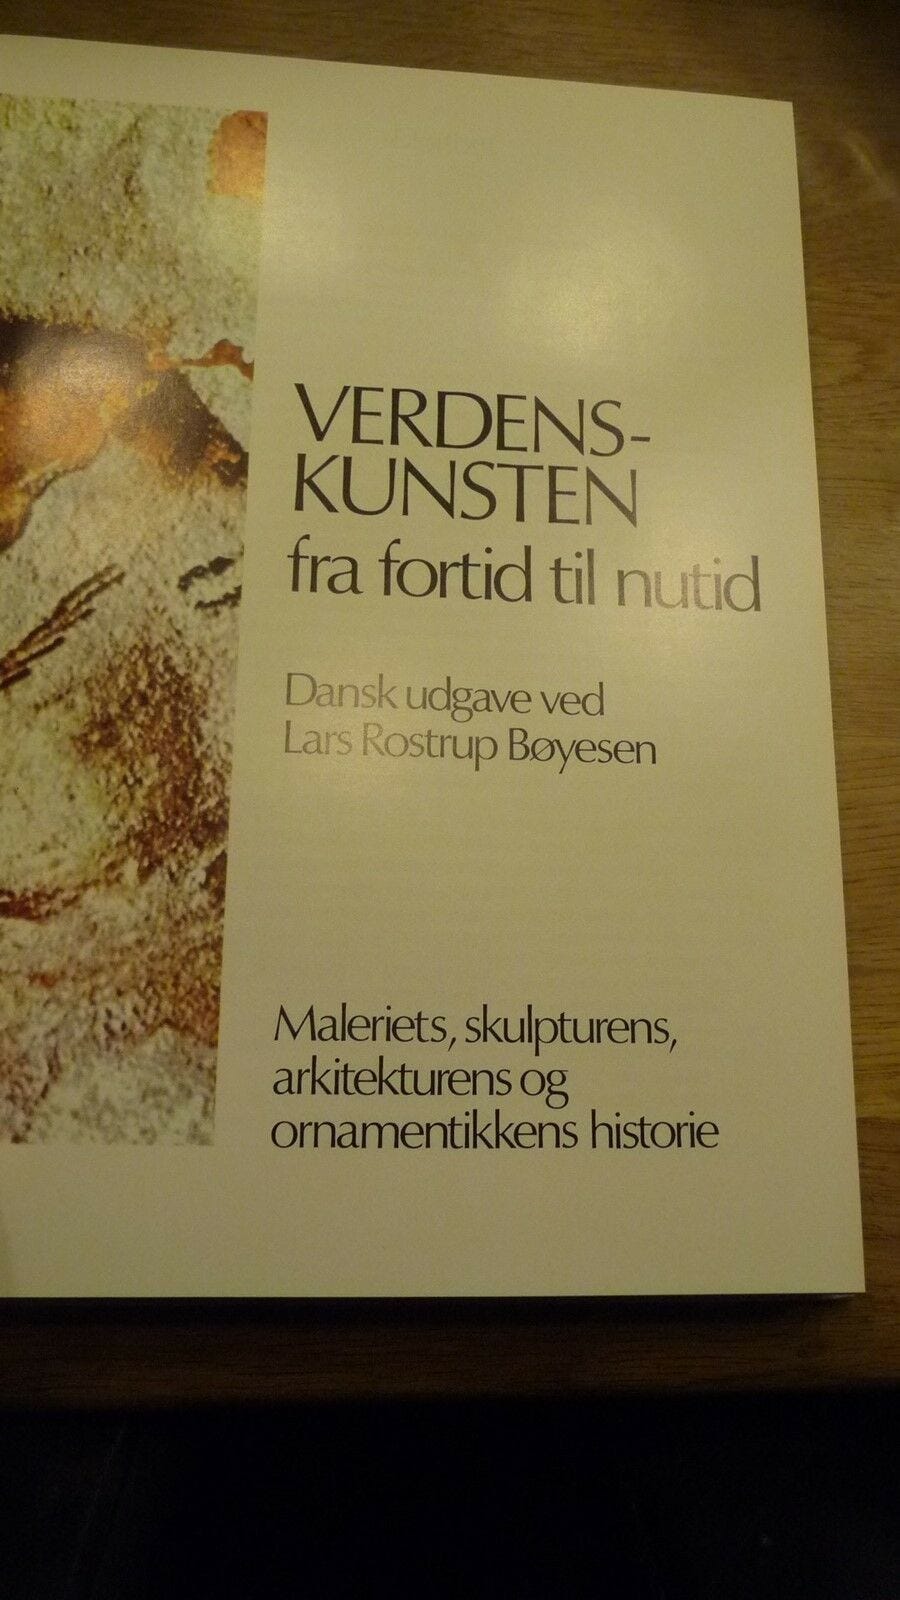 VERDENS-
KUNSTEN
fra fortid til nutid
Dansk udgave ved
Lars Rostrup Bøyesen
Maleriets, skulpturens,
arkitekturens og
ornamentikkens historie